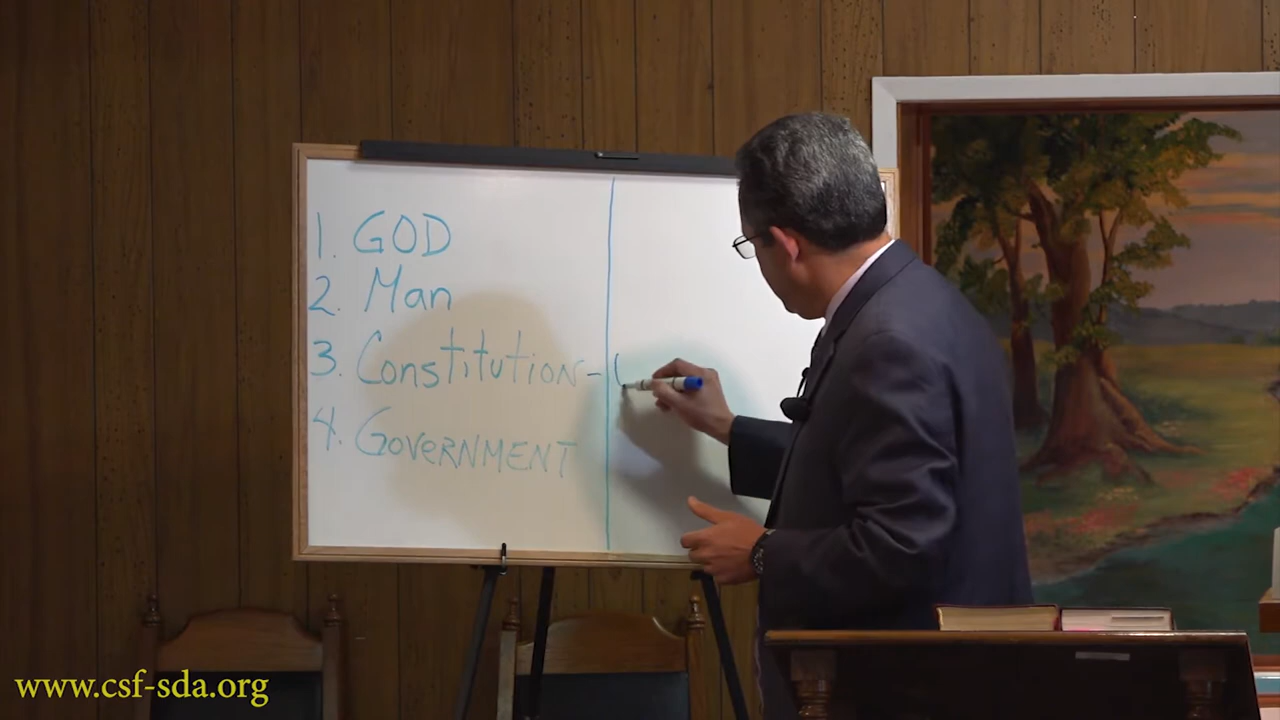 1. GOD
2. Man
3. Constitution -
4. GOVERNMENT
www.csf-sda.org